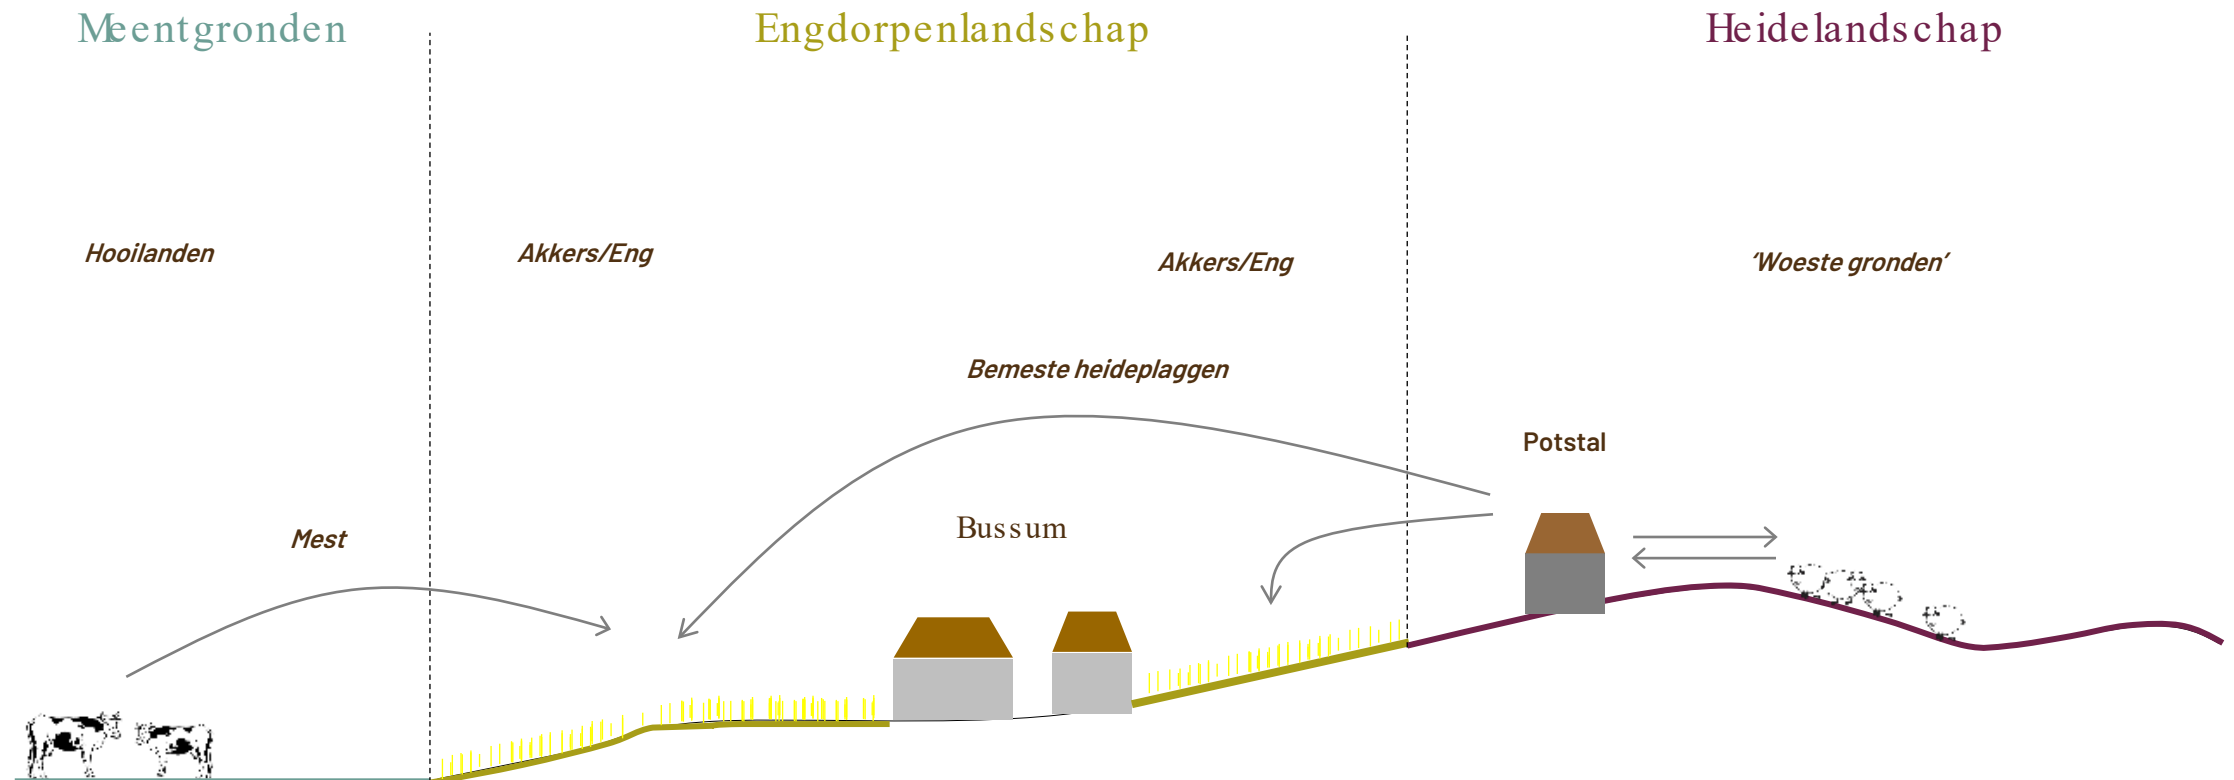 Meentgronden
Engdorpenlandschap
Heidelandschap
Hooilanden
Akkers/Eng
Akkers/Eng
‘Woeste gronden’
Bemeste heideplaggen
Potstal
Bussum
Mest